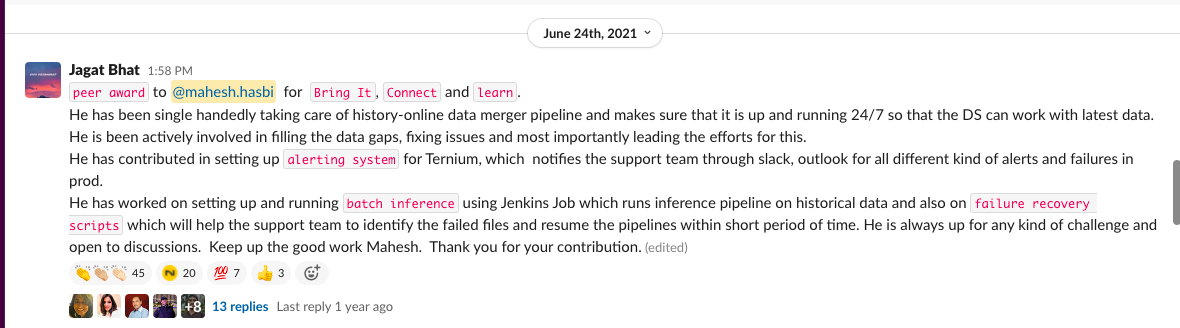 June 24th, 2021
Jagat Bhat 1:58 PM
peer award to @mahesh.hasbi for Bring It, Connect and learn.
He has been single handedly taking care of history-online data merger pipeline and makes sure that it is up and running 24/7 so that the DS can work with latest data.
He is been actively involved in filling the data gaps, fixing issues and most importantly leading the efforts for this.
He has contributed in setting up alerting system for Ternium, which notifies the support team through slack, outlook for all different kind of alerts and failures in
prod.
He has worked on setting up and running batch inference using Jenkins Job which runs inference pipeline on historical data and also on failure recovery
scripts which will help the support team to identify the failed files and resume the pipelines within short period of time. He is always up for any kind of challenge and
open to discussions. Keep up the good work Mahesh. Thank you for your contribution. (edited)
45 N 20 100 7 3
+8 13 replies Last reply 1 year ago